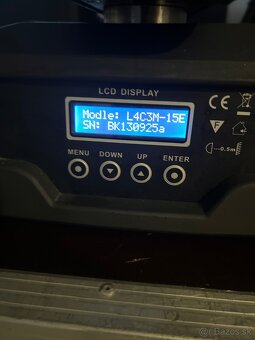 LCD DISPLAY
Modle: L4C3M-15E
SN: BK130925a
MENU DOWN UP ENTER
CE
F
---0.5m
bazos.sk